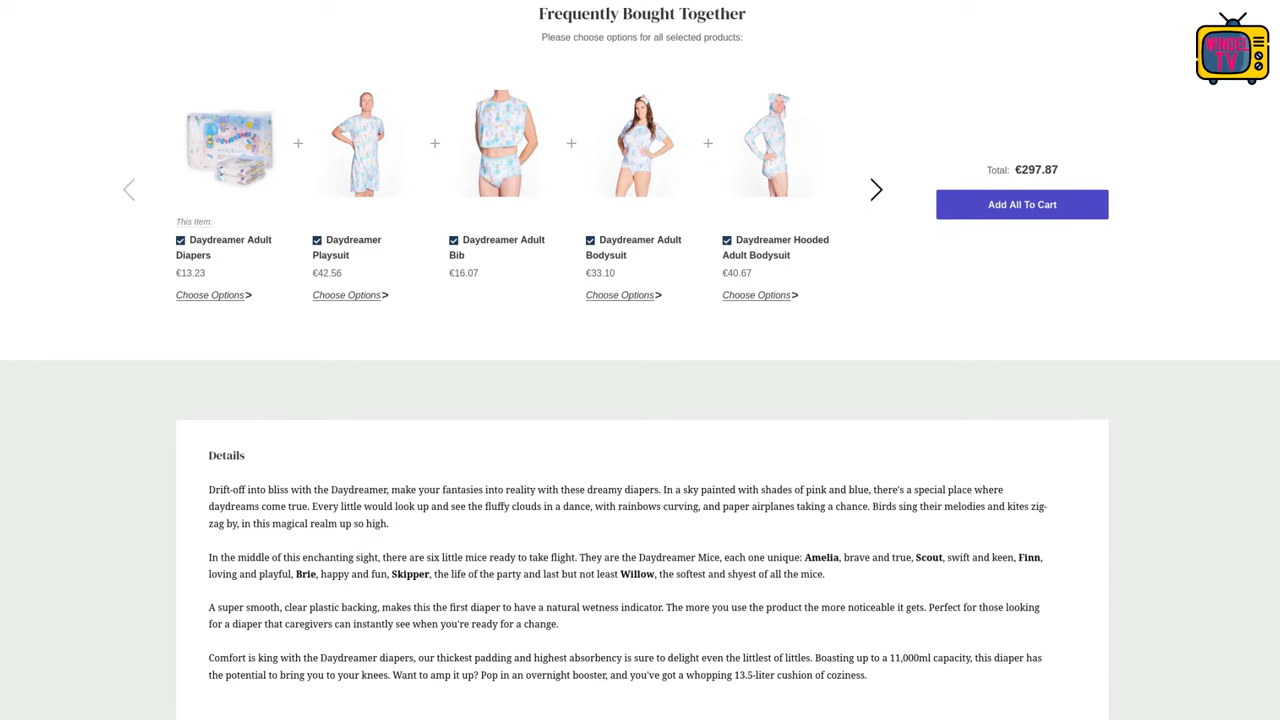 Frequently Bought Together
Please choose options for all selected products:
WINDEL
TV
+
+
+
+
Total: €297.87
Add All To Cart
This Item:
Daydreamer Adult
Diapers
€13.23
Choose Options>
Daydreamer
Playsuit
€42.56
Choose Options>
Daydreamer Adult
Bib
€16.07
Daydreamer Adult
Bodysuit
€33.10
Choose Options>
Daydreamer Hooded
Adult Bodysuit
€40.67
Choose Options>
Details
Drift-off into bliss with the Daydreamer, make your fantasies into reality with these dreamy diapers. In a sky painted with shades of pink and blue, there's a special place where
daydreams come true. Every little would look up and see the fluffy clouds in a dance, with rainbows curving, and paper airplanes taking a chance. Birds sing their melodies and kites zig-
zag by, in this magical realm up so high.
In the middle of this enchanting sight, there are six little mice ready to take flight. They are the Daydreamer Mice, each one unique: Amelia, brave and true, Scout, swift and keen, Finn,
loving and playful, Brie, happy and fun, Skipper, the life of the party and last but not least Willow, the softest and shyest of all the mice.
A super smooth, clear plastic backing, makes this the first diaper to have a natural wetness indicator. The more you use the product the more noticeable it gets. Perfect for those looking
for a diaper that caregivers can instantly see when you're ready for a change.
Comfort is king with the Daydreamer diapers, our thickest padding and highest absorbency is sure to delight even the littlest of littles. Boasting up to a 11,000ml capacity, this diaper has
the potential to bring you to your knees. Want to amp it up? Pop in an overnight booster, and you've got a whopping 13.5-liter cushion of coziness.